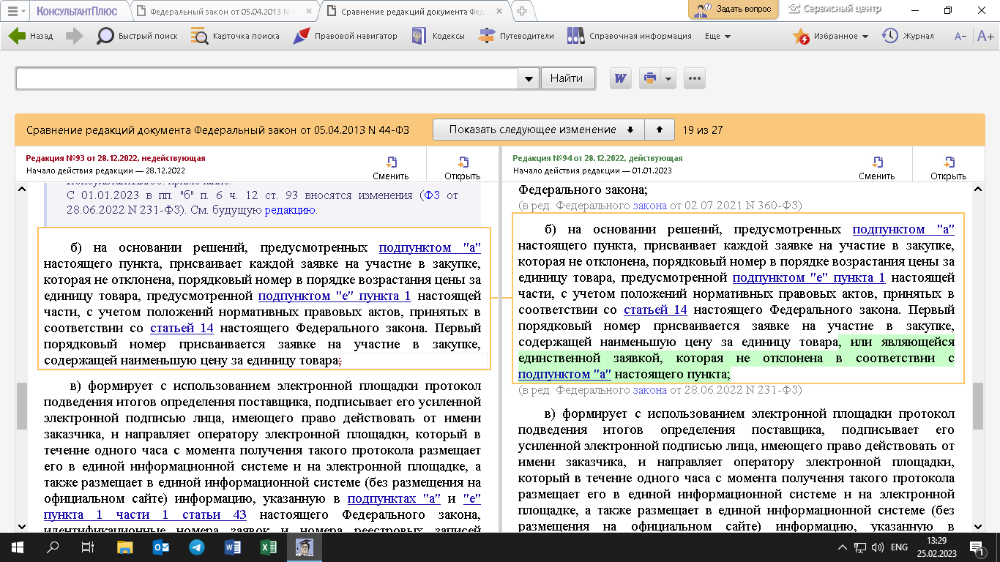 КОНСУЛЬТАНТПЛЮС
Федеральный закон от 05.04.2013 N 4
Сравнение редакций документа Феде
Задать вопрос
Сервисный центр
Назад
Быстрый поиск
Карточка поиска
Правовой навигатор
Кодексы
Путеводители
Справочная информация
Еще
Избранное
Журнал
A− A+
Найти
W
Сравнение редакций документа Федеральный закон от 05.04.2013 N 44-ФЗ
Показать следующее изменение
19 из 27
Редакция №93 от 28.12.2022, недействующая
Начало действия редакции — 28.12.2022
Сменить
Открыть
С 01.01.2023 в пп. "б" п. 6 ч. 12 ст. 93 вносятся изменения (ФЗ от
28.06.2022 N 231-ФЗ). См. будущую редакцию.
б) на основании решений, предусмотренных подпунктом "а"
настоящего пункта, присваивает каждой заявке на участие в закупке,
которая не отклонена, порядковый номер в порядке возрастания цены за
единицу товара, предусмотренной подпунктом "е" пункта 1 настоящей
части, с учетом положений нормативных правовых актов, принятых в
соответствии со статьей 14 настоящего Федерального закона. Первый
порядковый номер присваивается заявке на участие в закупке,
содержащей наименьшую цену за единицу товара;
в) формирует с использованием электронной площадки протокол
подведения итогов определения поставщика, подписывает его усиленной
электронной подписью лица, имеющего право действовать от имени
заказчика, и направляет оператору электронной площадки, который в
течение одного часа с момента получения такого протокола размещает
его в единой информационной системе и на электронной площадке, а
также размещает в единой информационной системе (без размещения на
официальном сайте) информацию, указанную в подпунктах "а" и "е"
пункта 1 части 1 статьи 43 настоящего Федерального закона,
идентификационные номера заявок и номера реестровых записей
Редакция №94 от 28.12.2022, действующая
Начало действия редакции — 01.01.2023
Сменить
Открыть
Федерального закона;
(в ред. Федерального закона от 02.07.2021 N 360-ФЗ)
б) на основании решений, предусмотренных подпунктом "а"
настоящего пункта, присваивает каждой заявке на участие в закупке,
которая не отклонена, порядковый номер в порядке возрастания цены за
единицу товара, предусмотренной подпунктом "е" пункта 1 настоящей
части, с учетом положений нормативных правовых актов, принятых в
соответствии со статьей 14 настоящего Федерального закона. Первый
порядковый номер присваивается заявке на участие в закупке,
содержащей наименьшую цену за единицу товара, или являющейся
единственной заявкой, которая не отклонена в соответствии с
подпунктом "а" настоящего пункта;
(в ред. Федерального закона от 28.06.2022 N 231-ФЗ)
в) формирует с использованием электронной площадки протокол
подведения итогов определения поставщика, подписывает его
усиленной электронной подписью лица, имеющего право действовать от
имени заказчика, и направляет оператору электронной площадки,
который в течение одного часа с момента получения такого протокола
размещает его в единой информационной системе и на электронной
площадке, а также размещает в единой информационной системе (без
размещения на официальном сайте) информацию, указанную в
ENG
13:29
25.02.2023
1